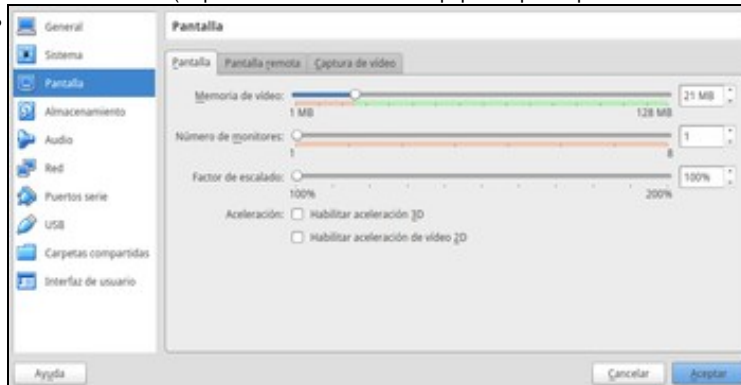 General
Sistema
Pantalla
Almacenamiento
Audio
Red
Puertos serie
USB
Carpetas compartidas
Interfaz de usuario
Pantalla
Pantalla Pantalla remota Captura de vídeo
Memoria de vídeo: 21 MB
1 MB 128 MB
Número de monitores: 1
1 8
Factor de escalado: 100%
100% 200%
Aceleración: Habilitar aceleración 3D
Habilitar aceleración de vídeo 2D
Ayuda Cancelar Aceptar